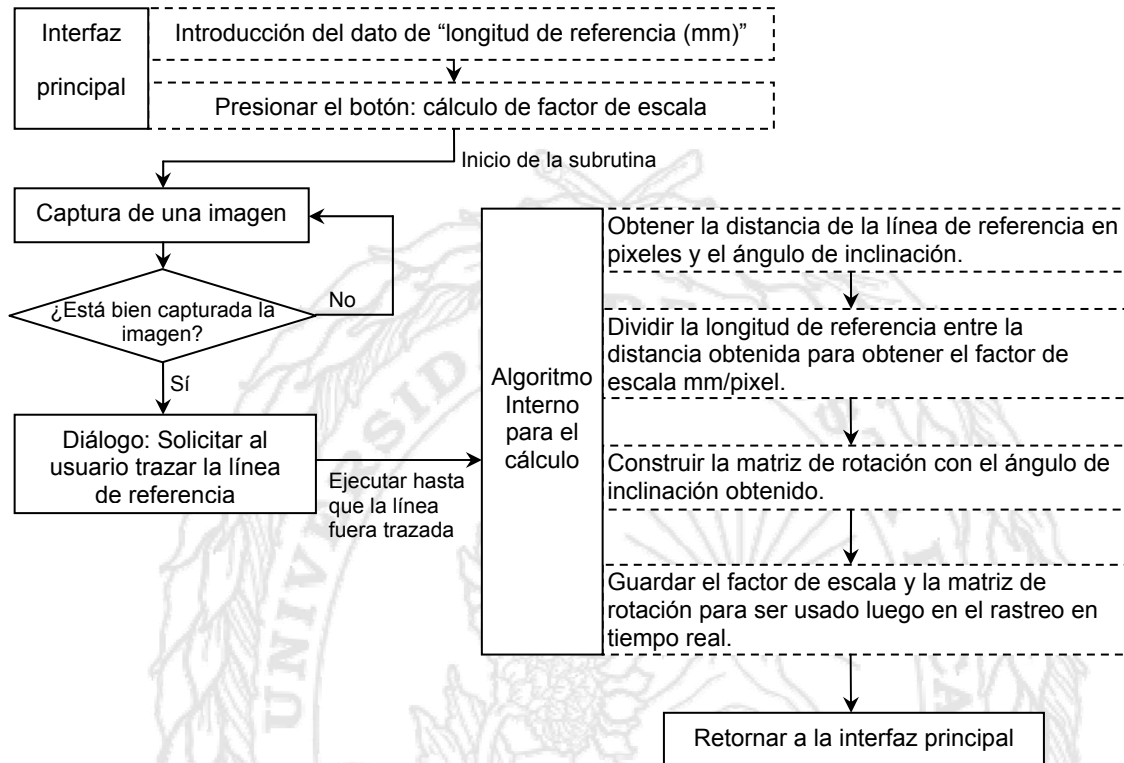 Interfaz
principal
Introducción del dato de “longitud de referencia (mm)”
Presionar el botón: cálculo de factor de escala
Inicio de la subrutina
Captura de una imagen
¿Está bien capturada la
imagen?
No
Sí
Diálogo: Solicitar al
usuario trazar la línea
de referencia
Ejecutar hasta
que la línea
fuera trazada
Algoritmo
Interno
para el
cálculo
Obtener la distancia de la línea de referencia en
pixeles y el ángulo de inclinación.
Dividir la longitud de referencia entre la
distancia obtenida para obtener el factor de
escala mm/pixel.
Construir la matriz de rotación con el ángulo de
inclinación obtenido.
Guardar el factor de escala y la matriz de
rotación para ser usado luego en el rastreo en
tiempo real.
Retornar a la interfaz principal